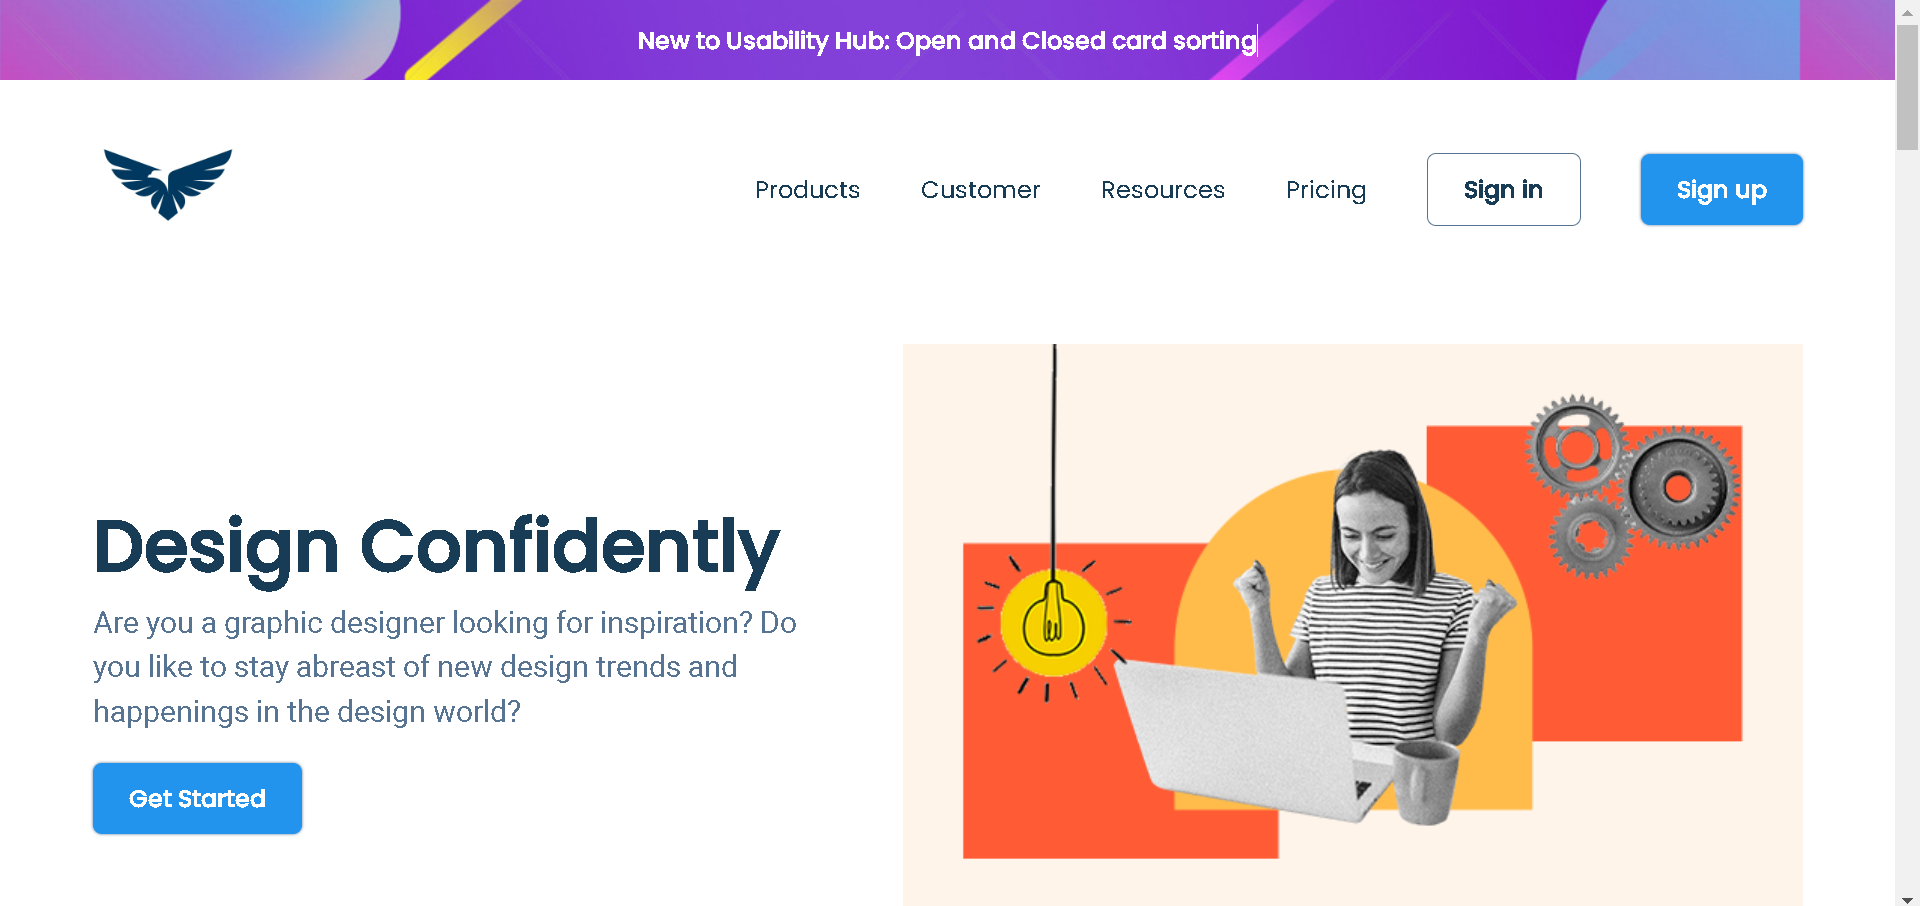 New to Usability Hub: Open and Closed card sorting
Products Customer Resources Pricing Sign in Sign up
Design Confidently
Are you a graphic designer looking for inspiration? Do
you like to stay abreast of new design trends and
happenings in the design world?
Get Started